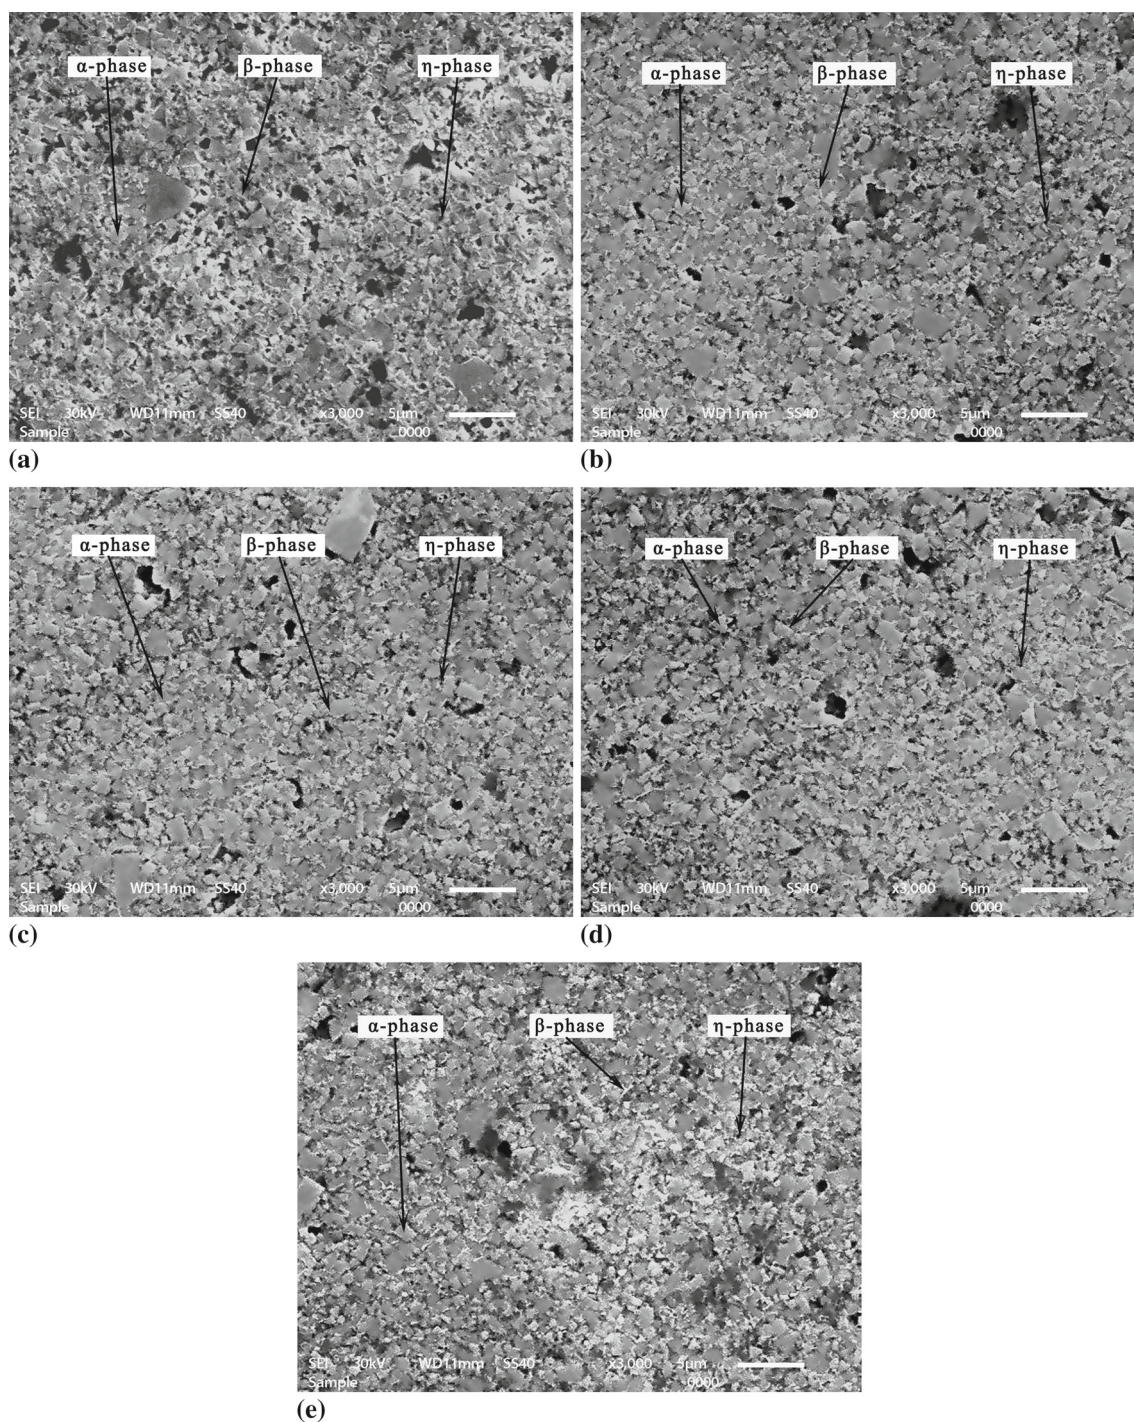 α-phase β-phase η-phase
SEI 30kV WD11mm SS40 x3,000 5µm
Sample 0000
(a)
α-phase β-phase η-phase
SEI 30kV WD11mm SS40 x3,000 5µm
Sample 0000
(b)
α-phase β-phase η-phase
SEI 30kV WD11mm SS40 x3,000 5µm
Sample 0000
(c)
α-phase β-phase η-phase
SEI 30kV WD11mm SS40 x3,000 5µm
Sample 0000
(d)
α-phase β-phase η-phase
SEI 30kV WD11mm SS40 x3,000 5µm
Sample 0000
(e)